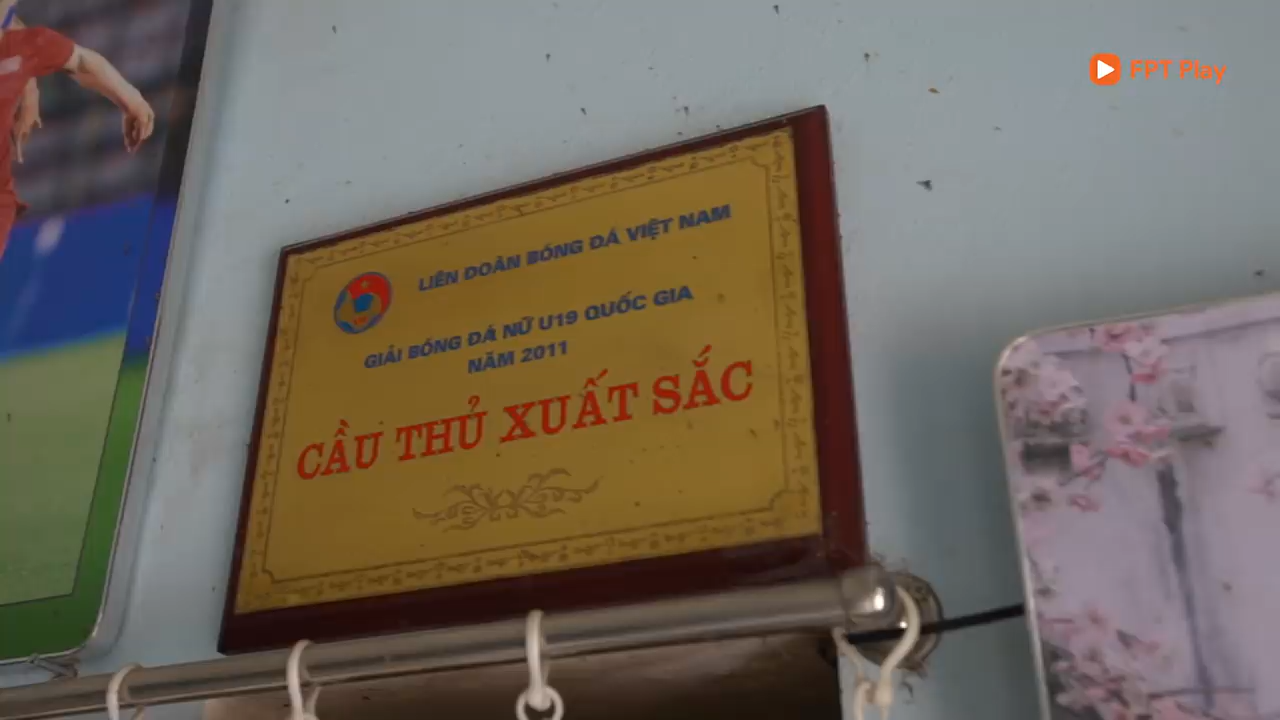 FPT Play
LIÊN ĐOÀN BÓNG ĐÁ VIỆT NAM
GIẢI BÓNG ĐÁ NỮ U19 QUỐC GIA
NĂM 2011
CẦU THỦ XUẤT SẮC